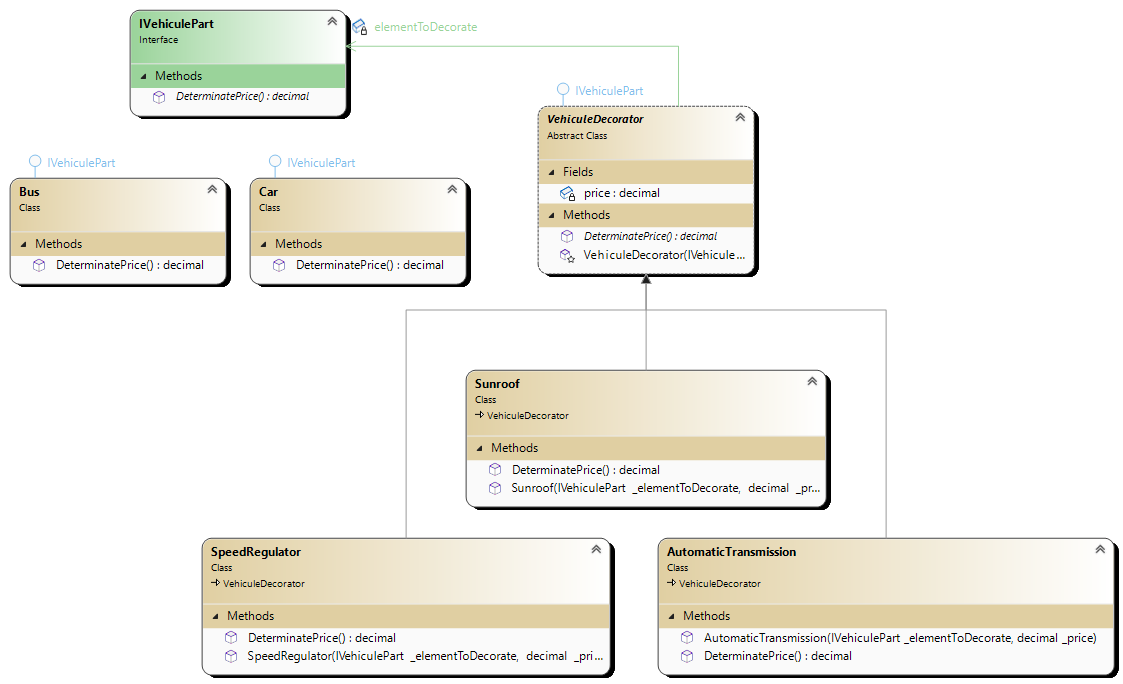 IVehiculePart
Interface
Methods
DeterminatePrice() : decimal
elementToDecorate
IVehiculePart
VehiculeDecorator
Abstract Class
Fields
price : decimal
Methods
DeterminatePrice() : decimal
VehiculeDecorator(IVehicule...
IVehiculePart
Bus
Class
Methods
DeterminatePrice() : decimal
IVehiculePart
Car
Class
Methods
DeterminatePrice() : decimal
Sunroof
Class
VehiculeDecorator
Methods
DeterminatePrice() : decimal
Sunroof(IVehiculePart _elementToDecorate, decimal _pr...
SpeedRegulator
Class
VehiculeDecorator
Methods
DeterminatePrice() : decimal
SpeedRegulator(IVehiculePart _elementToDecorate, decimal _pri...
AutomaticTransmission
Class
VehiculeDecorator
Methods
AutomaticTransmission(IVehiculePart _elementToDecorate, decimal _price)
DeterminatePrice() : decimal